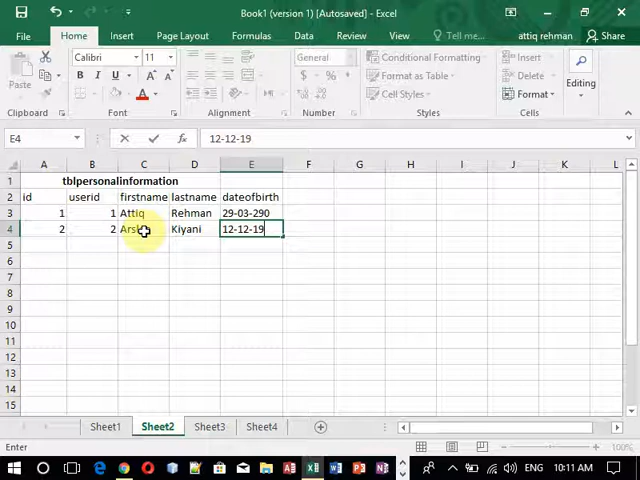 Book1 (version 1) [Autosaved]
File Home Insert Page Layout Formulas Data Review View Tell me... attiq rehman Share
Paste
Calibri 11
B I U A A
A
General
$ % ,
Conditional Formatting
Format as Table
Cell Styles
Insert
Delete
Format
Editing
Clipboard Font Alignment Number Styles Cells
E4 fx 12-12-19
A B C D E F G H I J K L
1 tblpersonalinformation
2 id userid firstname lastname dateofbirth
3 1 1 Attiq Rehman 29-03-290
4 2 2 Kiyani 12-12-19
5
6
7
8
9
10
11
12
13
14
15
Sheet1 Sheet2 Sheet3 Sheet4
Enter 100%
ENG 10:11 AM